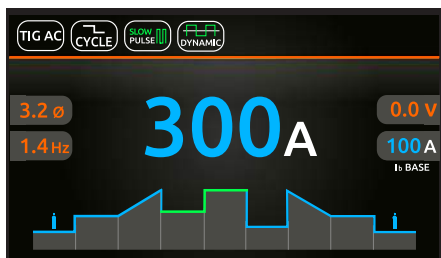 TIG AC CYCLE SLOW PULSE DYNAMIC
3.2 ø 300A 0.0 V
1.4 Hz 100 A
Ib BASE